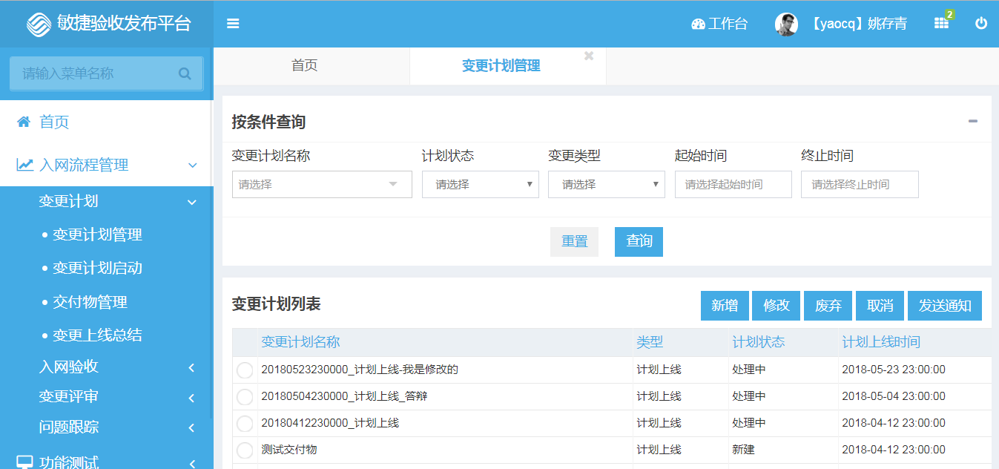 敏捷验收发布平台
工作台
【yaocq】姚存青
2
请输入菜单名称
首页
入网流程管理
变更计划
变更计划管理
变更计划启动
交付物管理
变更上线总结
入网验收
变更评审
问题跟踪
功能测试
首页
变更计划管理
按条件查询
变更计划名称 计划状态 变更类型 起始时间 终止时间
请选择 请选择 请选择 请选择起始时间 请选择终止时间
重置 查询
变更计划列表
新增 修改 废弃 取消 发送通知
变更计划名称 类型 计划状态 计划上线时间
20180523230000_计划上线-我是修改的 计划上线 处理中 2018-05-23 23:00:00
20180504230000_计划上线_答辩 计划上线 处理中 2018-05-04 23:00:00
20180412230000_计划上线 计划上线 处理中 2018-04-12 23:00:00
测试交付物 计划上线 新建 2018-04-12 23:00:00